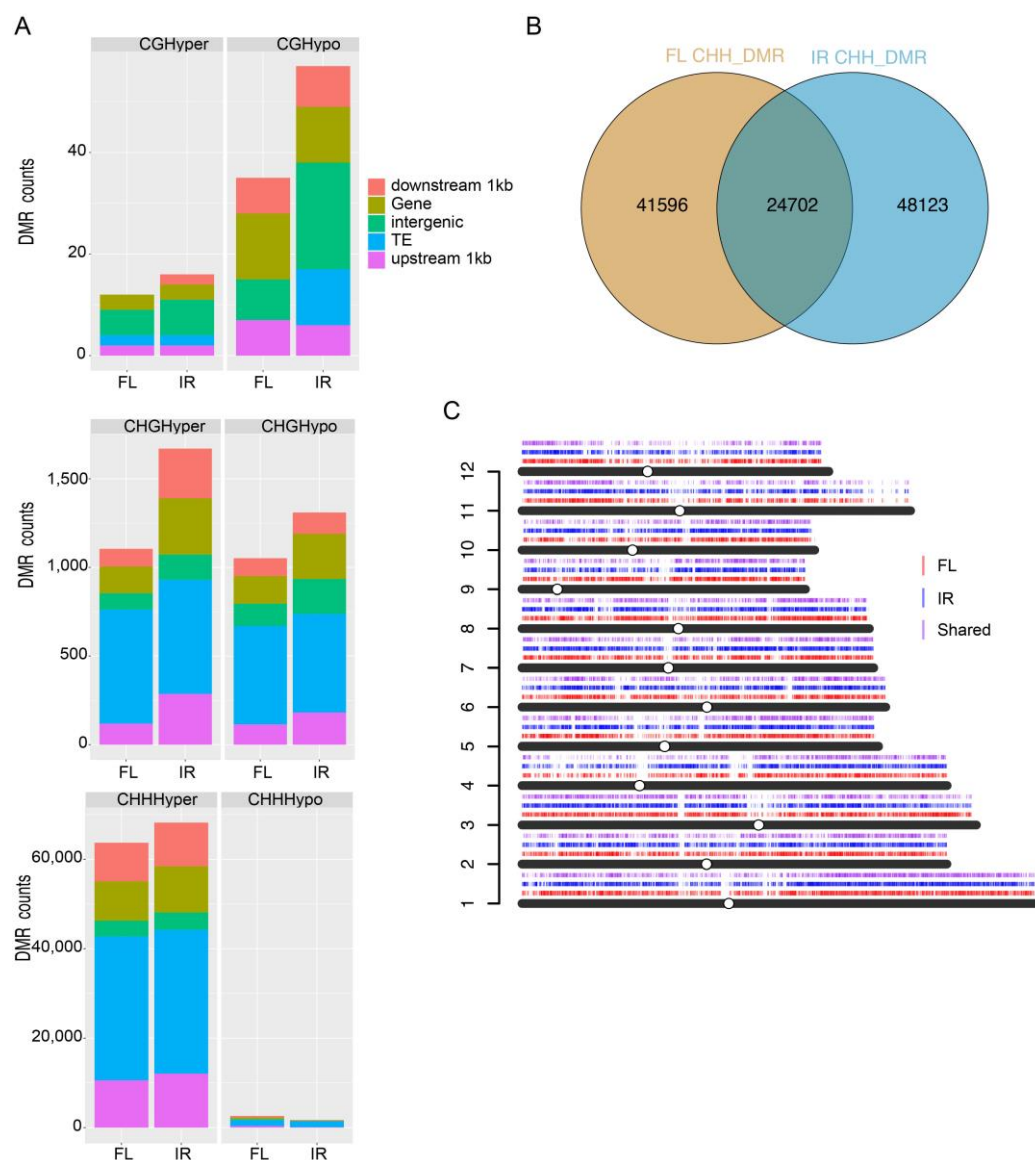 A
CGHyper CGHypo
DMR counts
40
20
0
FL IR FL IR
downstream 1kb
Gene
intergenic
TE
upstream 1kb
CHGHyper CHGHypo
DMR counts
1,500
1,000
500
0
FL IR FL IR
CHHHyper CHHHypo
DMR counts
60,000
40,000
20,000
0
FL IR FL IR
B
FL CHH_DMR IR CHH_DMR
41596 24702 48123
C
12
11
10
9
8
7
6
5
4
3
2
1
FL
IR
Shared